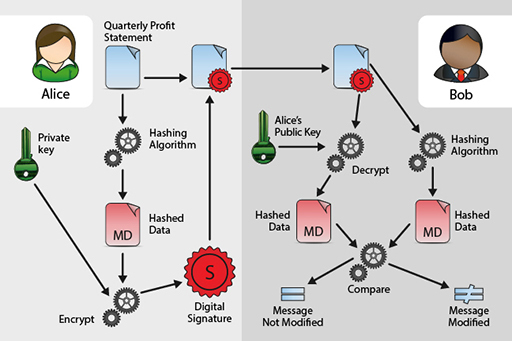 Quarterly Profit
Statement
Alice
S
Private
key
Hashing
Algorithm
MD
Hashed
Data
Encrypt
S
Digital
Signature
S
Bob
Alice's
Public Key
Decrypt
Hashing
Algorithm
Hashed
Data
MD
MD
Hashed
Data
Compare
Message
Not Modified
Message
Modified